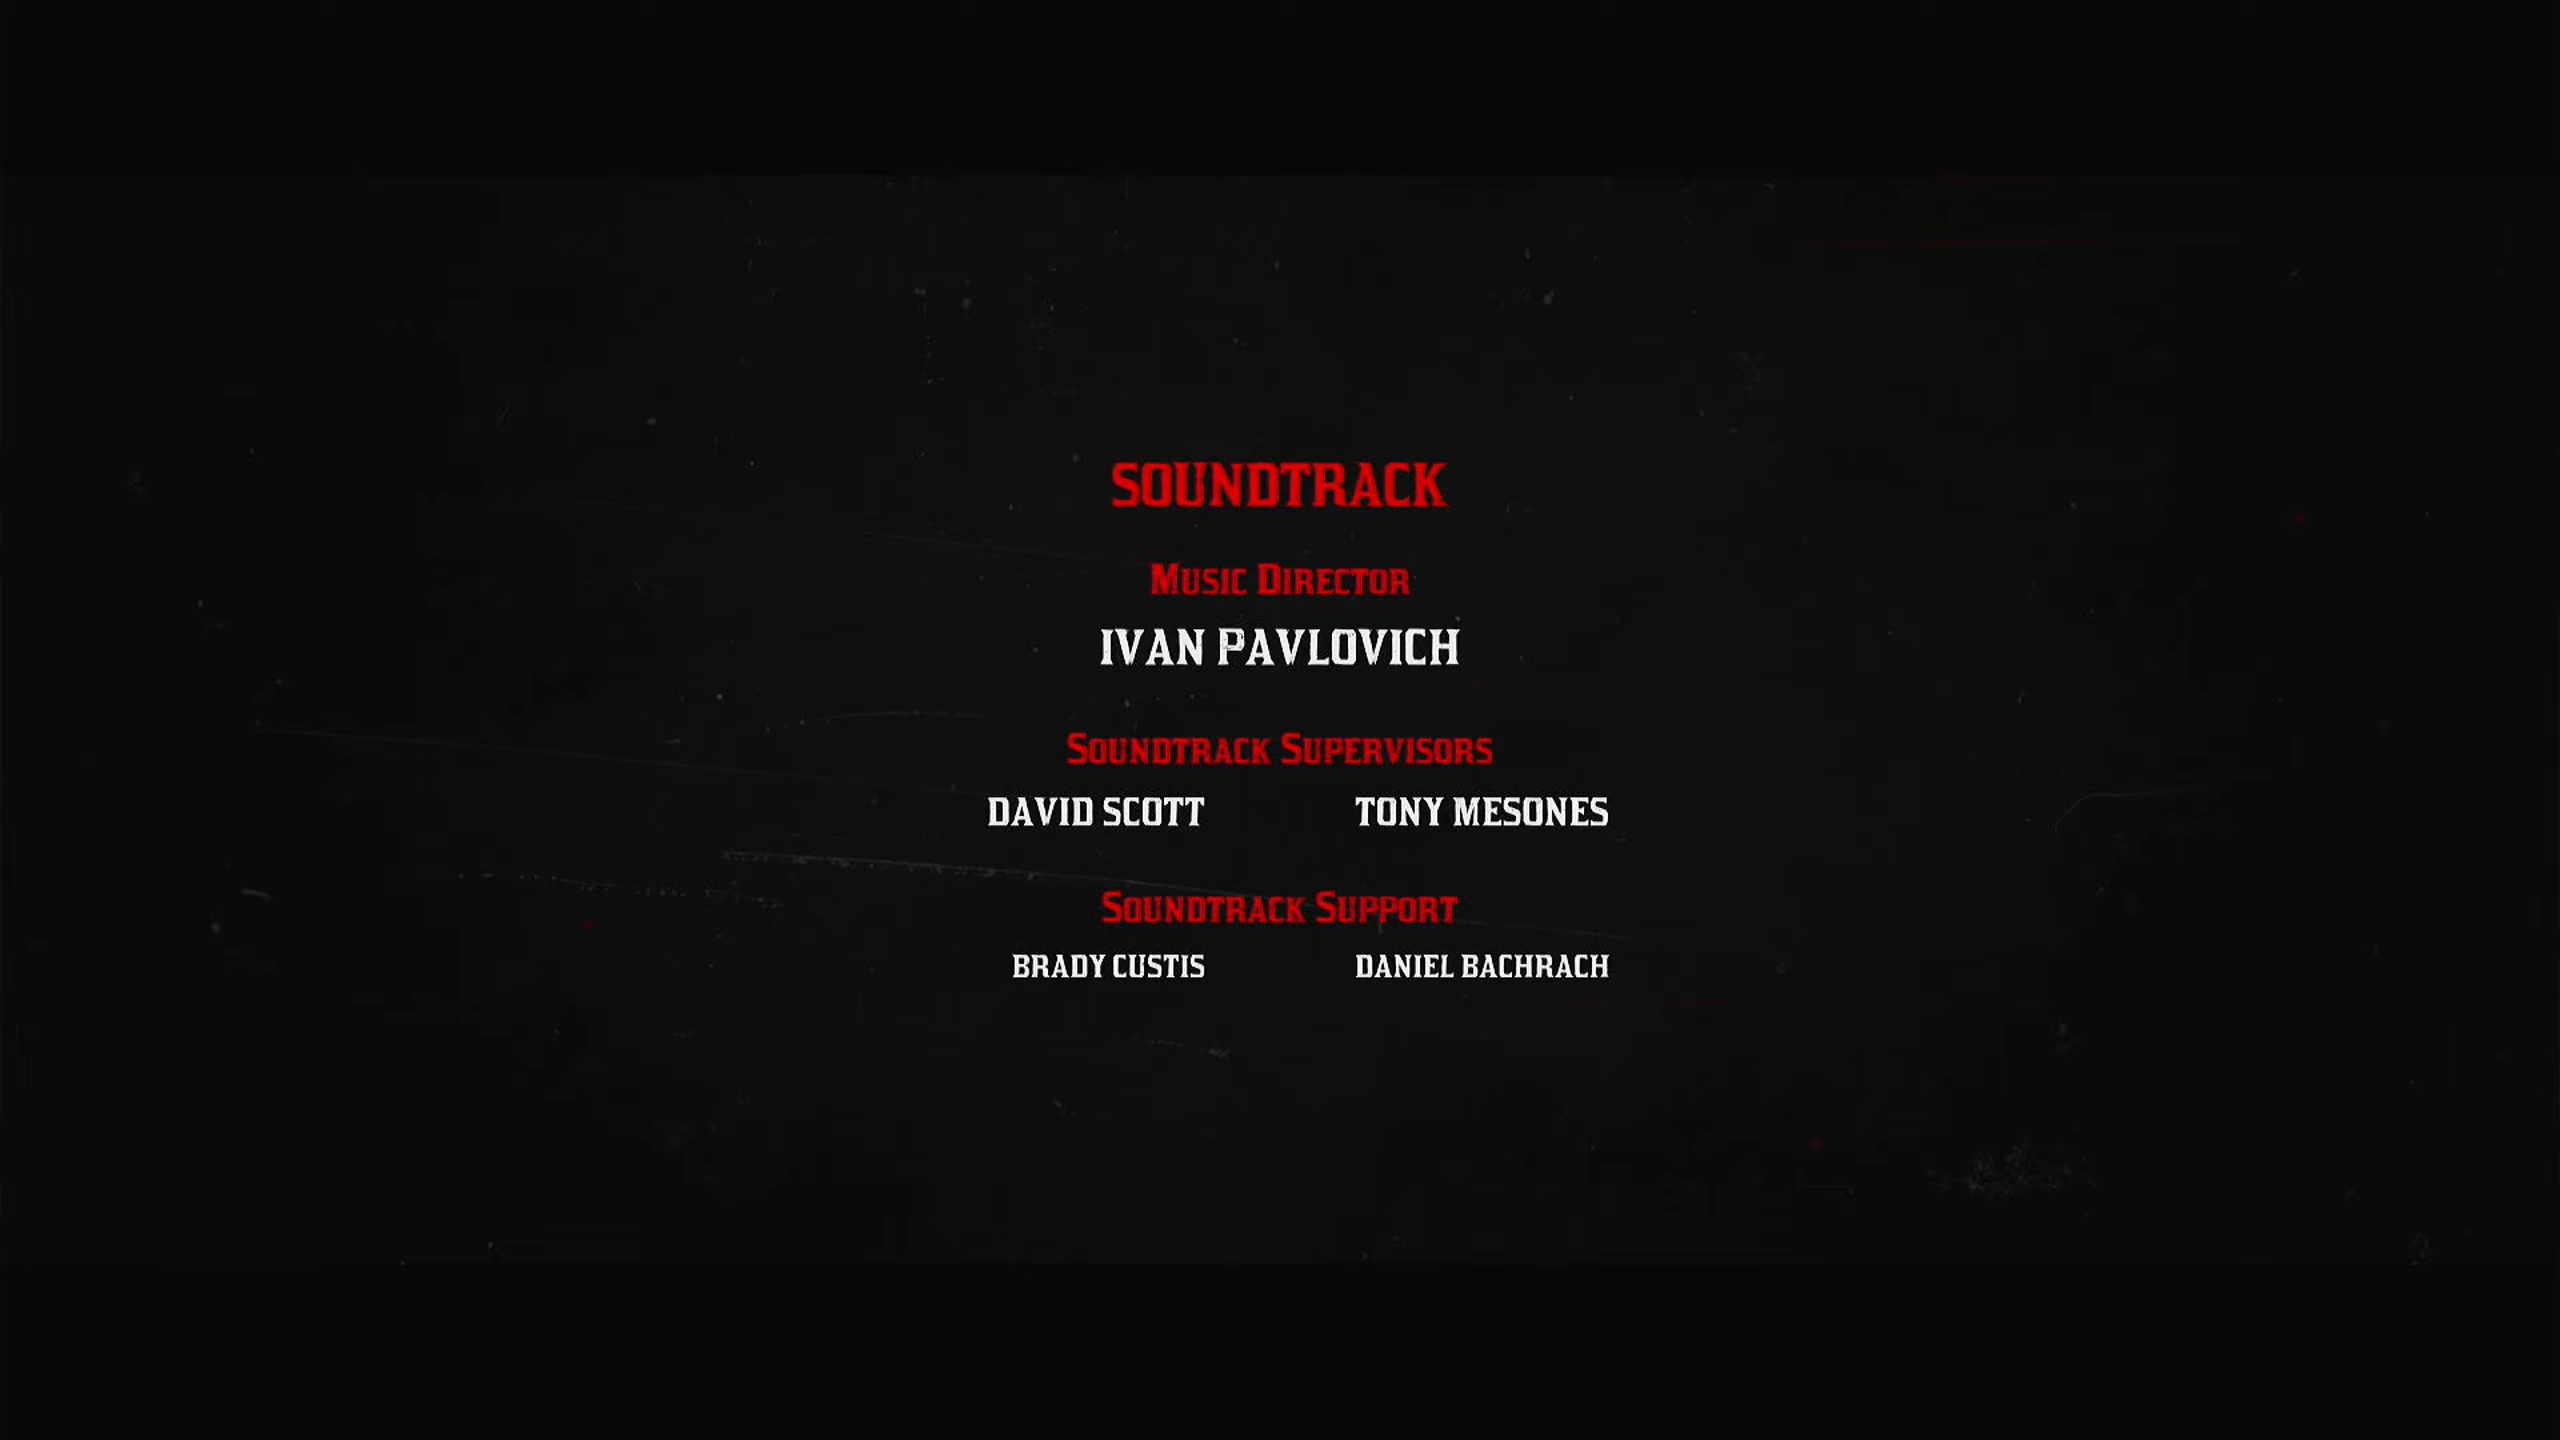 SOUNDTRACK
Music Director
IVAN PAVLOVICH
Soundtrack Supervisors
DAVID SCOTT TONY MESONES
Soundtrack Support
BRADY CUSTIS DANIEL BACHRACH